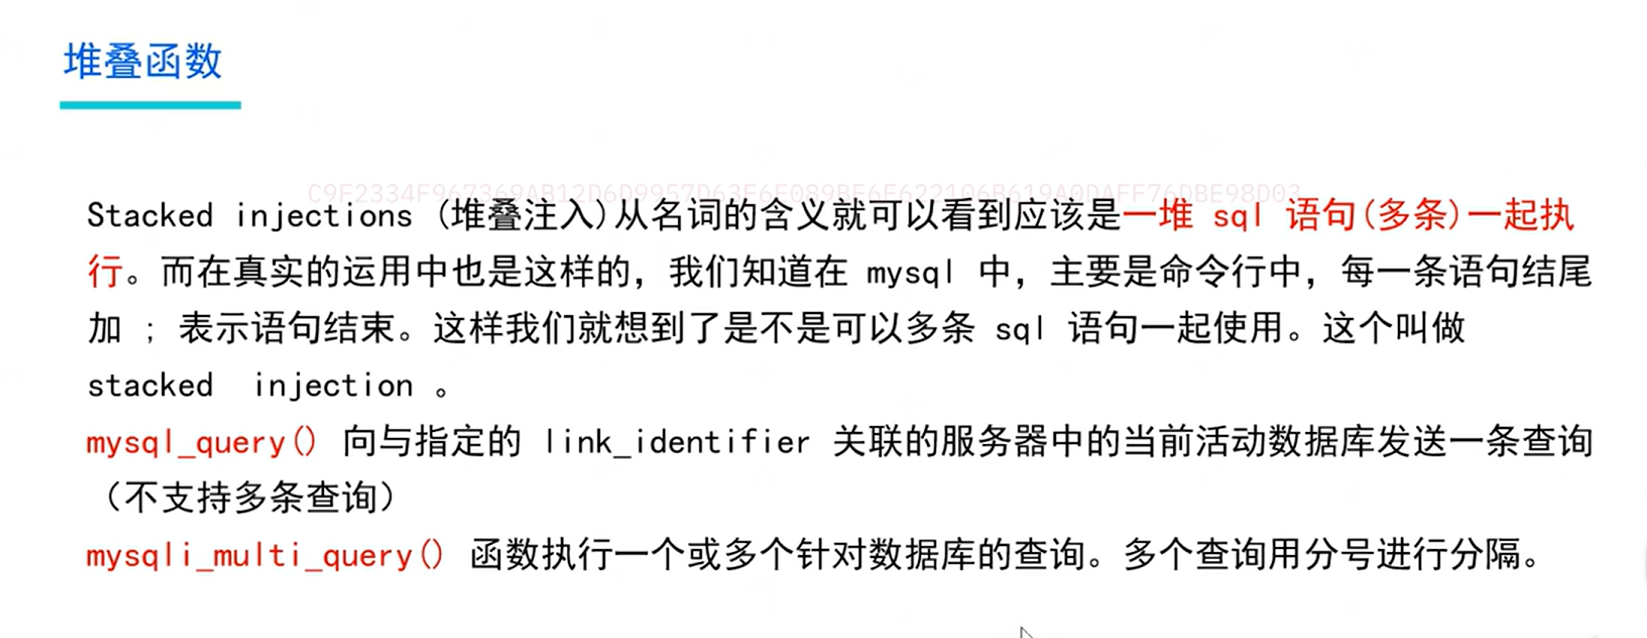 堆叠函数
C9F2334F967369AB12D6D9957D63F6E089BF6F622106B619A0DAFF76DBE98D03
Stacked injections (堆叠注入)从名词的含义就可以看到应该是一堆 sql 语句(多条)一起执
行。而在真实的运用中也是这样的，我们知道在 mysql 中，主要是命令行中，每一条语句结尾
加 ; 表示语句结束。这样我们就想到了是不是可以多条 sql 语句一起使用。这个叫做
stacked injection 。
mysql_query() 向与指定的 link_identifier 关联的服务器中的当前活动数据库发送一条查询
（不支持多条查询）
mysqli_multi_query() 函数执行一个或多个针对数据库的查询。多个查询用分号进行分隔。